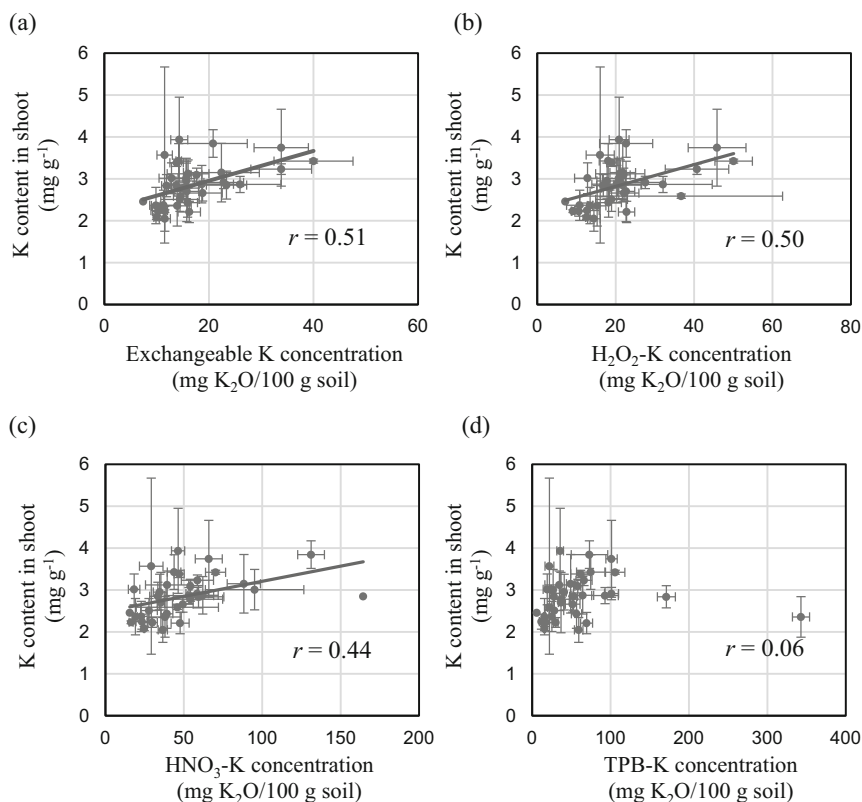 (a)
6
5
4
3
2
1
0
K content in shoot
(mg g⁻¹)
r = 0.51
0 20 40 60
Exchangeable K concentration
(mg K₂O/100 g soil)
(b)
6
5
4
3
2
1
0
K content in shoot
(mg g⁻¹)
r = 0.50
0 20 40 60 80
H₂O₂-K concentration
(mg K₂O/100 g soil)
(c)
6
5
4
3
2
1
0
K content in shoot
(mg g⁻¹)
r = 0.44
0 50 100 150 200
HNO₃-K concentration
(mg K₂O/100 g soil)
(d)
6
5
4
3
2
1
0
K content in shoot
(mg g⁻¹)
r = 0.06
0 100 200 300 400
TPB-K concentration
(mg K₂O/100 g soil)